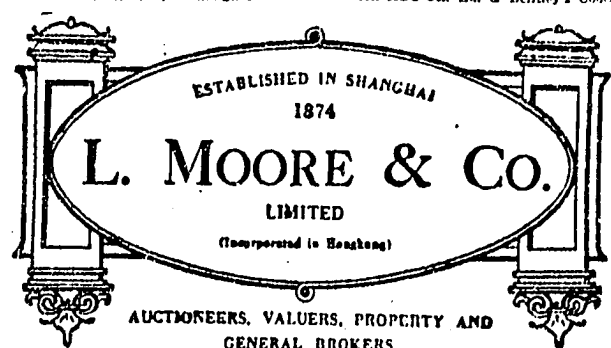 ESTABLISHED IN SHANGHAI
1874
L. MOORE & CO.
LIMITED
(Incorporated in Hongkong)
AUCTIONEERS, VALUERS, PROPERTY AND
GENERAL BROKERS